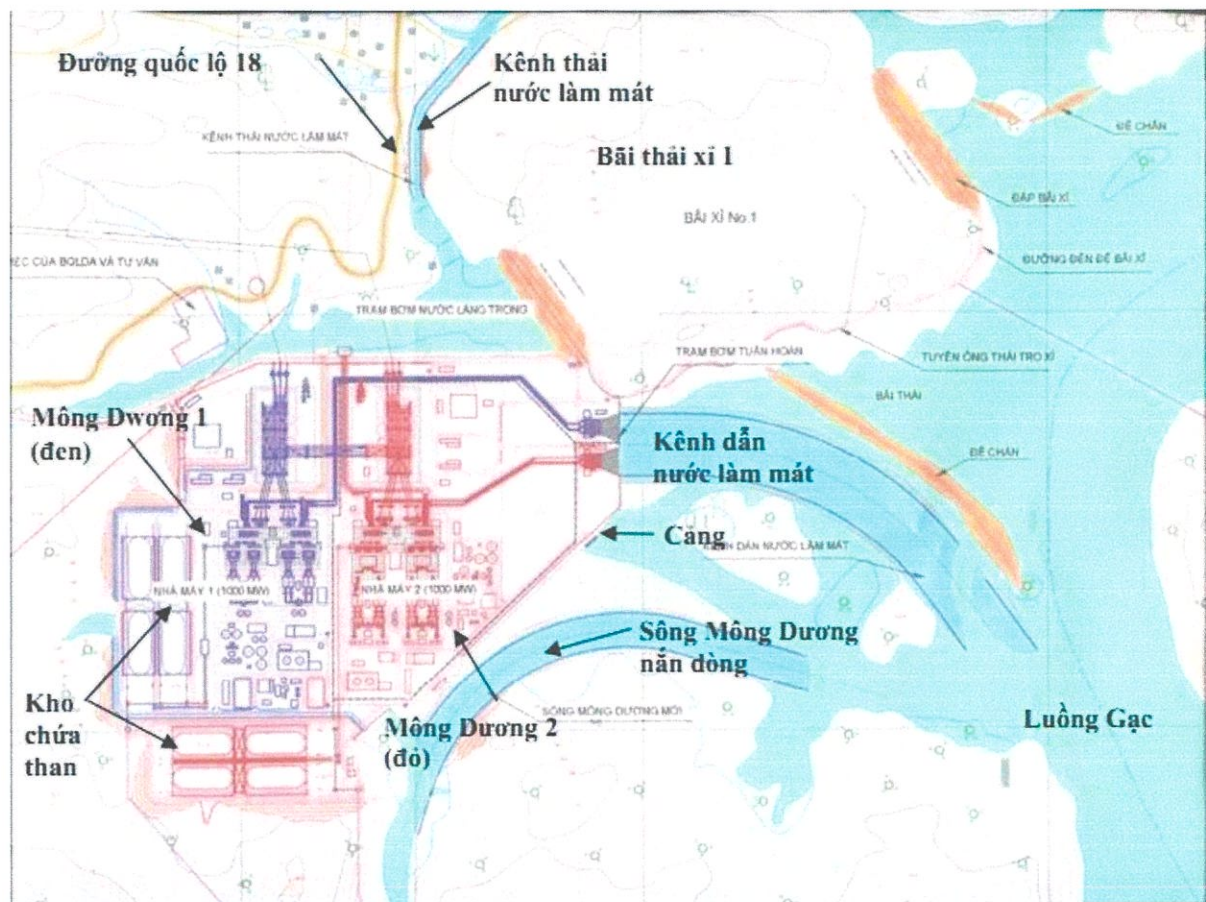 Đường quốc lộ 18
Kênh thải
nước làm mát
KÊNH THẢI NƯỚC LÀM MÁT
ĐÊ CHẮN
Bãi thải xỉ 1
BÃI XỈ No.1
ĐẬP BÃI XỈ
ĐƯỜNG ĐẾN ĐÊ BÃI XỈ
VIỆC CỦA BQLDA VÀ TƯ VẤN
TRẠM BƠM NƯỚC LẮNG TRONG
TRẠM BƠM TUẦN HOÀN
TUYẾN ỐNG THẢI TRO XỈ
BÃI THẢI
Mông Dương 1
(đen)
Kênh dẫn
nước làm mát
ĐÊ CHẮN
Cảng
KÊNH DẪN NƯỚC LÀM MÁT
NHÀ MÁY 1 (1000 MW)
NHÀ MÁY 2 (1000 MW)
Sông Mông Dương
nắn dòng
Kho
chứa
than
SÔNG MÔNG DƯƠNG MỚI
Mông Dương 2
(đỏ)
Luồng Gạc